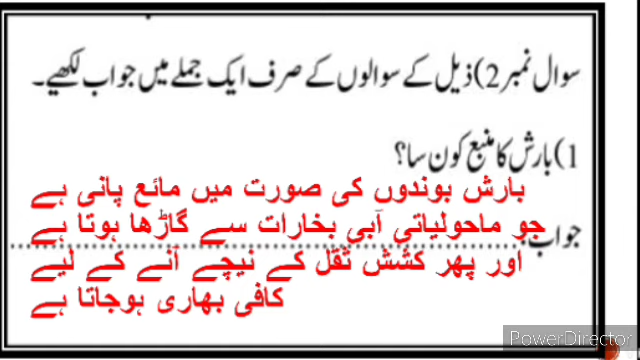 سوال نمبر 2) ذیل کے سوالوں کے صرف ایک جملے میں جواب لکھیے۔
1) بارش کا منبع کون سا؟
بارش بوندوں کی صورت میں مائع پانی ہے
جو ماحولیاتی آبی بخارات سے گاڑھا ہوتا ہے
جواب:
اور پھر کشش ثقل کے نیچے آنے کے لیے
کافی بھاری ہوجاتا ہے
PowerDirector